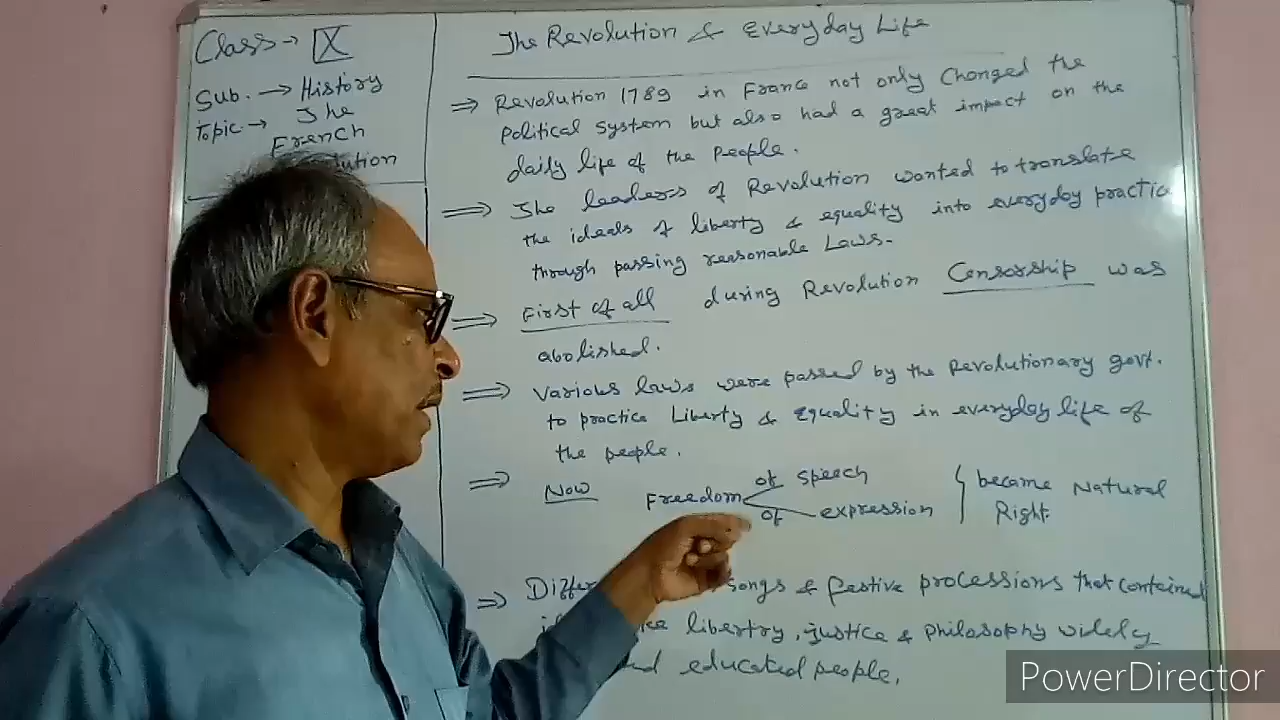 Class → IX
Sub. → History
Topic → The
French
ution
The Revolution & Everyday Life
⇒ Revolution 1789 in France not only changed the
political system but also had a great impact on the
daily life of the people.
⇒ The leaders of Revolution wanted to translate
the ideals of liberty & equality into everyday practic
through passing reasonable Laws.
⇒ First of all during Revolution Censorship was
abolished.
⇒ Various laws were passed by the Revolutionary govt.
to practice Liberty & Equality in everyday life of
the people.
⇒ Now Freedom of speech
of expression } became Natural
Right.
⇒ Diffe songs & festive processions that contained
libertry, justice & philosophy widely
educated people.
PowerDirector